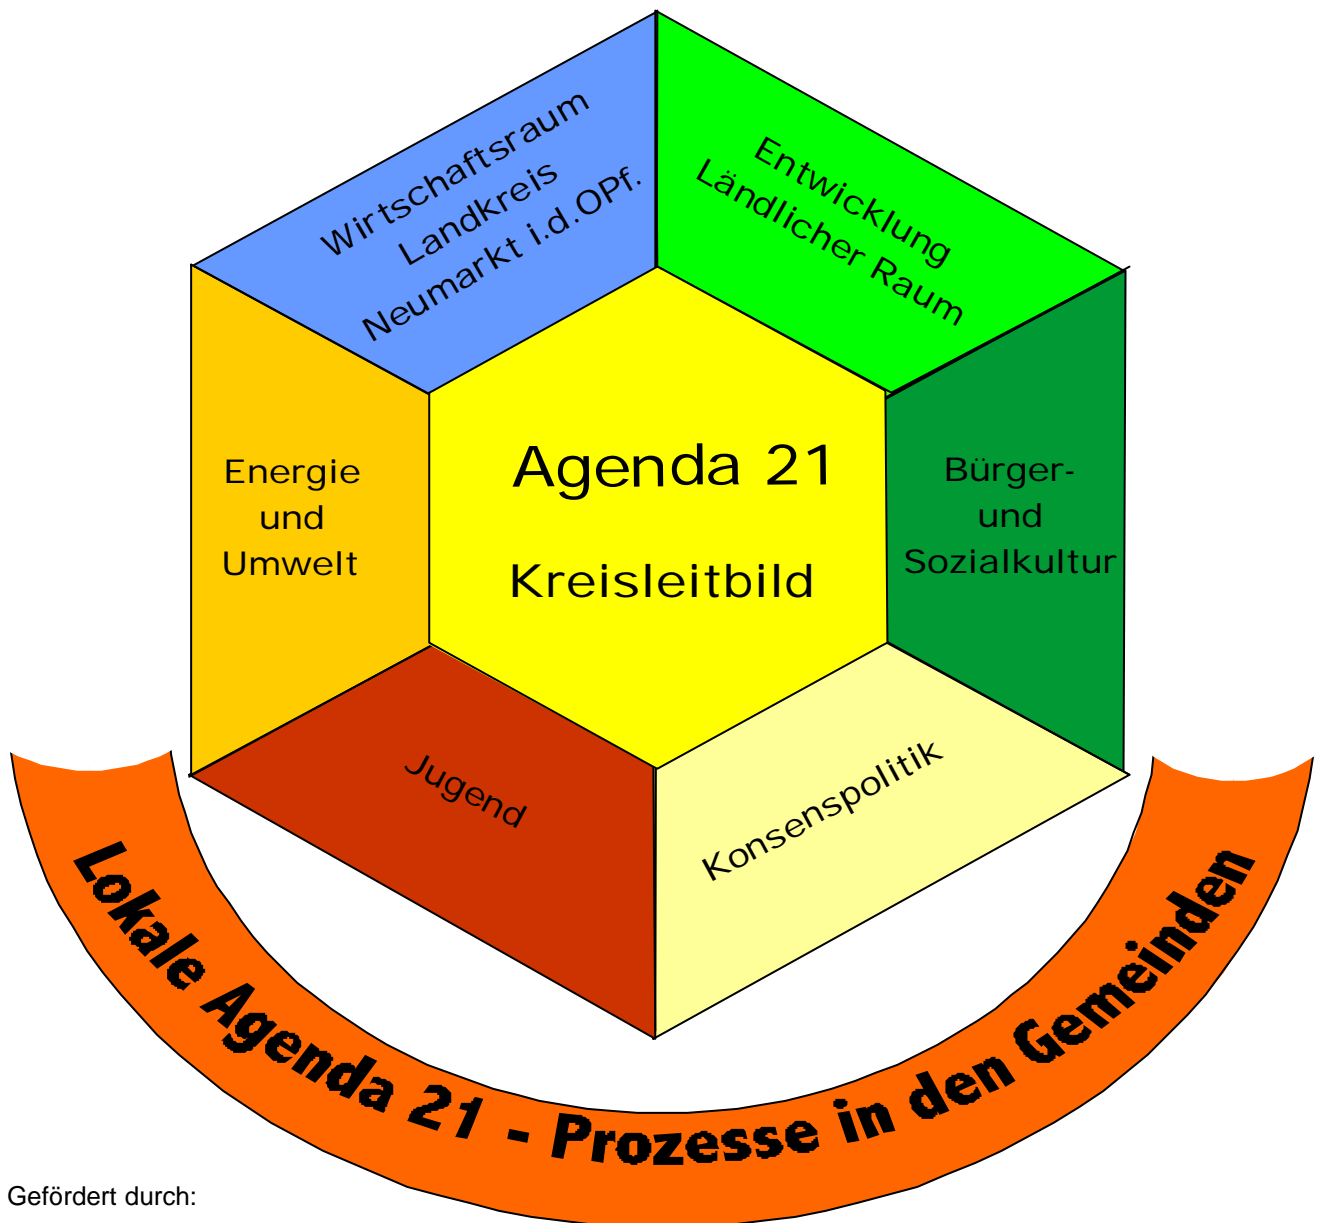 Wirtschaftsraum
Landkreis
Neumarkt i.d.OPf.
Entwicklung
Ländlicher Raum
Energie
und
Umwelt
Agenda 21
Kreisleitbild
Bürger-
und
Sozialkultur
Jugend
Konsenspolitik
Lokale Agenda 21 - Prozesse in den Gemeinden
Gefördert durch: